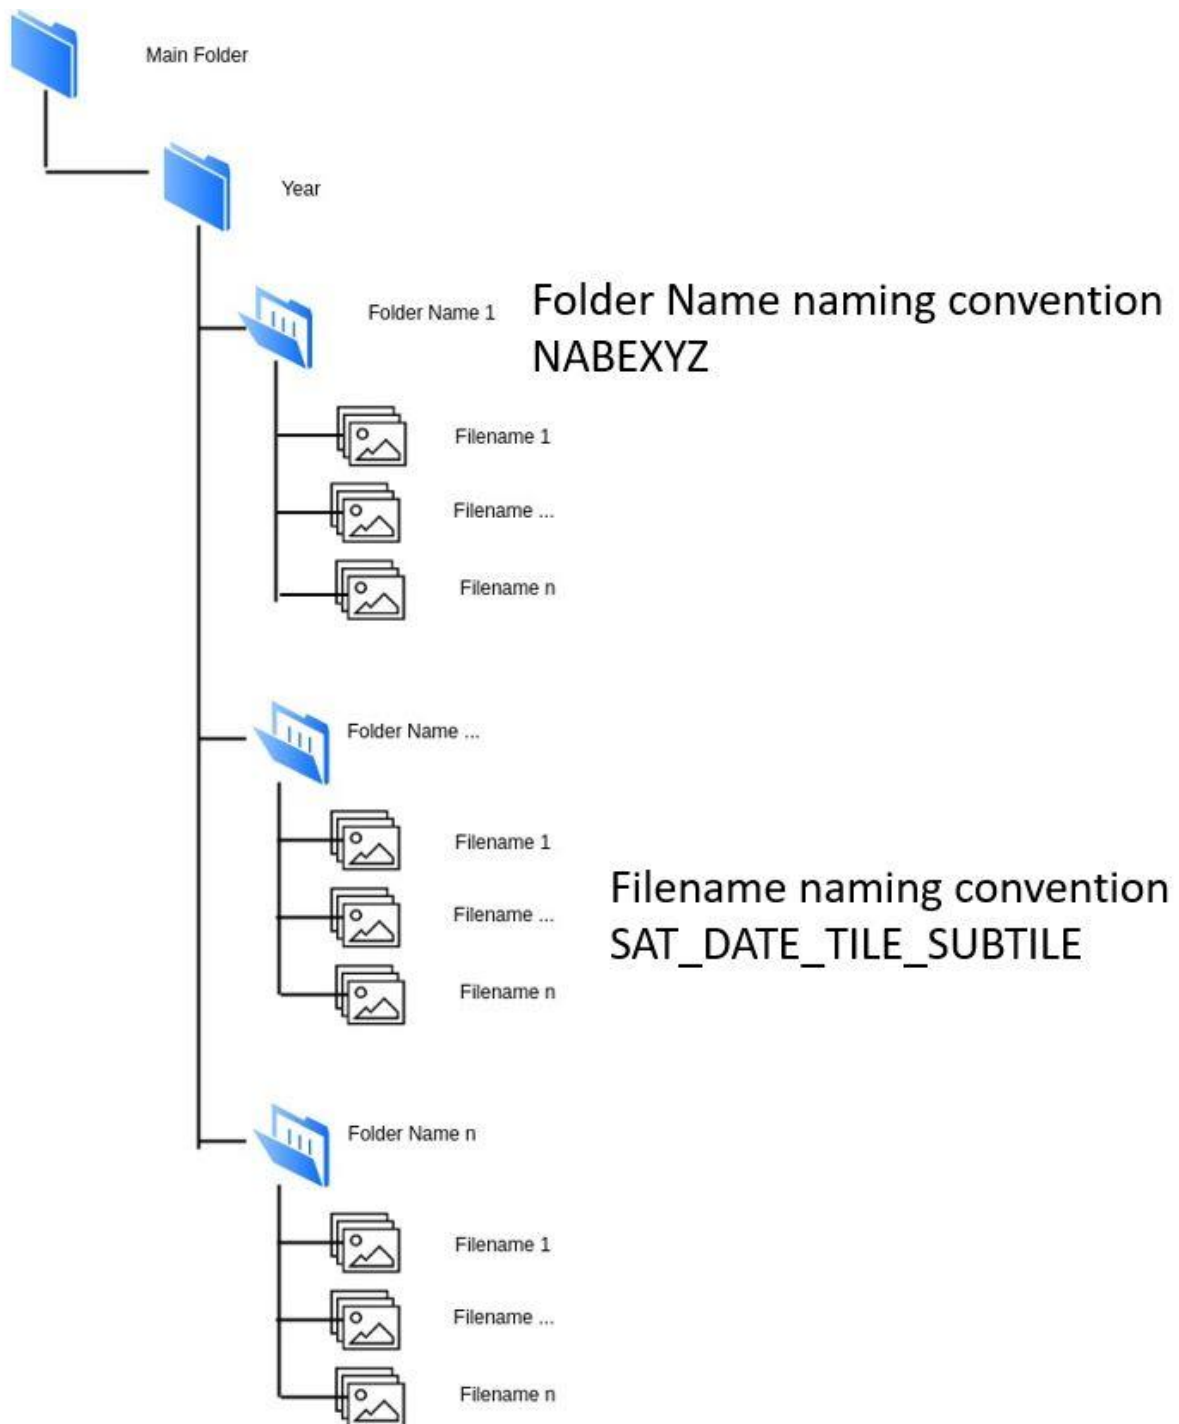 Main Folder
Year
Folder Name 1
Folder Name naming convention
NABEXYZ
Filename 1
Filename ...
Filename n
Folder Name ...
Filename 1
Filename naming convention
Filename ...
SAT_DATE_TILE_SUBTILE
Filename n
Folder Name n
Filename 1
Filename ...
Filename n